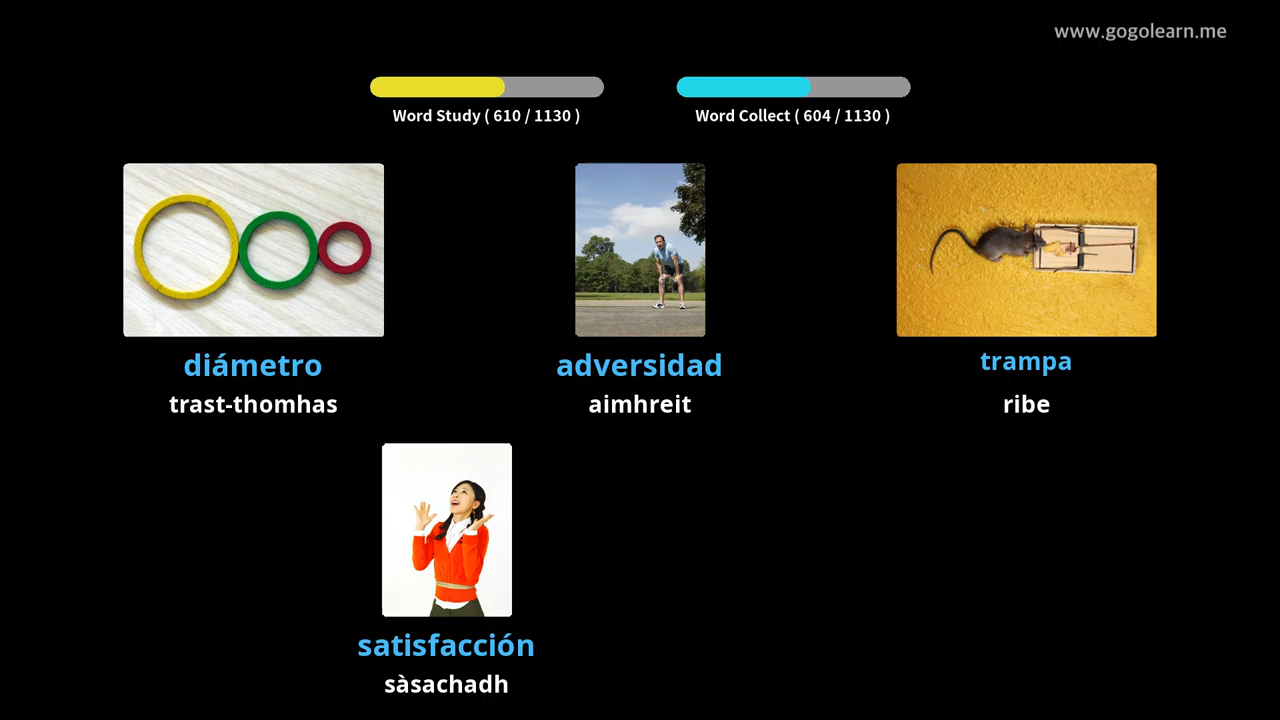 www.gogolearn.me
Word Study ( 610 / 1130 )
Word Collect ( 604 / 1130 )
diámetro
trast-thomhas
adversidad
aimhreit
trampa
ribe
satisfacción
sàsachadh